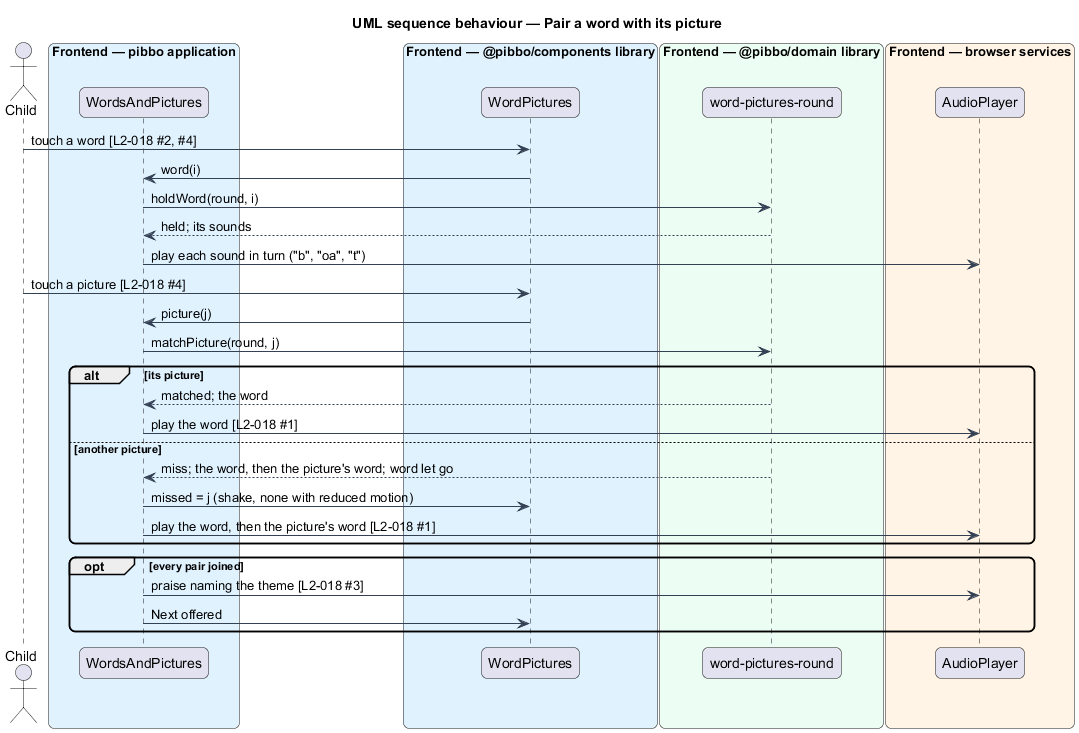 UML sequence behaviour — Pair a word with its picture
Frontend — pibbo application
Frontend — @pibbo/components library
Frontend — @pibbo/domain library
Frontend — browser services
Child
WordsAndPictures
WordPictures
word-pictures-round
AudioPlayer
touch a word [L2-018 #2, #4]
word(i)
holdWord(round, i)
held; its sounds
play each sound in turn ("b", "oa", "t")
touch a picture [L2-018 #4]
picture(j)
matchPicture(round, j)
alt
[its picture]
matched; the word
play the word [L2-018 #1]
[another picture]
miss; the word, then the picture's word; word let go
missed = j (shake, none with reduced motion)
play the word, then the picture's word [L2-018 #1]
opt
[every pair joined]
praise naming the theme [L2-018 #3]
Next offered
Child
WordsAndPictures
WordPictures
word-pictures-round
AudioPlayer